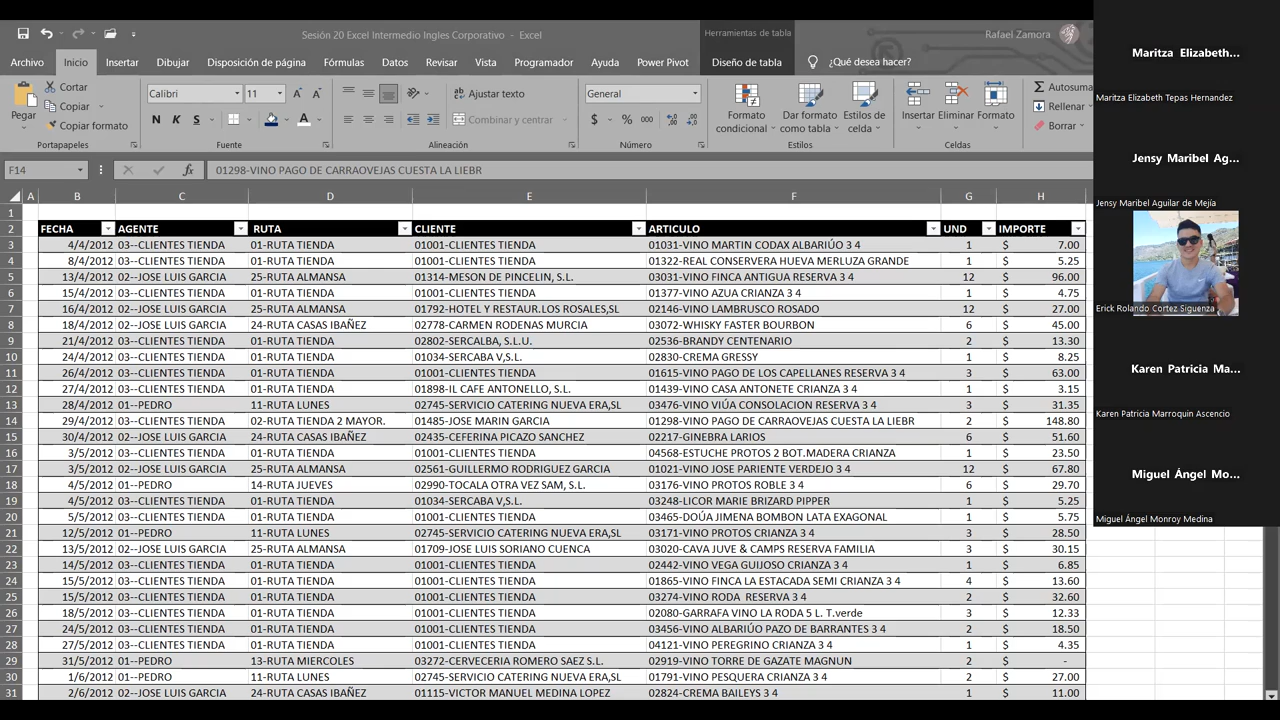 Sesión 20 Excel Intermedio Ingles Corporativo - Excel
Herramientas de tabla
Rafael Zamora
Archivo Inicio Insertar Dibujar Disposición de página Fórmulas Datos Revisar Vista Programador Ayuda Power Pivot Diseño de tabla ¿Qué desea hacer?
Pegar
Cortar
Copiar
Copiar formato
Portapapeles
Calibri 11
N K S
A
Fuente
Ajustar texto
Combinar y centrar
Alineación
General
$ % 000
Número
Formato condicional
Dar formato como tabla
Estilos de celda
Insertar Eliminar Formato
Celdas
Autosuma
Rellenar
Borrar
F14 fx 01298-VINO PAGO DE CARRAOVEJAS CUESTA LA LIEBR
A B C D E F G H
1
2 FECHA AGENTE RUTA CLIENTE ARTICULO UND IMPORTE
3 4/4/2012 03--CLIENTES TIENDA 01-RUTA TIENDA 01001-CLIENTES TIENDA 01031-VINO MARTIN CODAX ALBARIÚO 3 4 1 $ 7.00
4 8/4/2012 03--CLIENTES TIENDA 01-RUTA TIENDA 01001-CLIENTES TIENDA 01322-REAL CONSERVERA HUEVA MERLUZA GRANDE 1 $ 5.25
5 13/4/2012 02--JOSE LUIS GARCIA 25-RUTA ALMANSA 01314-MESON DE PINCELIN, S.L. 03031-VINO FINCA ANTIGUA RESERVA 3 4 12 $ 96.00
6 15/4/2012 03--CLIENTES TIENDA 01-RUTA TIENDA 01001-CLIENTES TIENDA 01377-VINO AZUA CRIANZA 3 4 1 $ 4.75
7 16/4/2012 02--JOSE LUIS GARCIA 25-RUTA ALMANSA 01792-HOTEL Y RESTAUR.LOS ROSALES,SL 02146-VINO LAMBRUSCO ROSADO 12 $ 27.00
8 18/4/2012 02--JOSE LUIS GARCIA 24-RUTA CASAS IBAÑEZ 02778-CARMEN RODENAS MURCIA 03072-WHISKY FASTER BOURBON 6 $ 45.00
9 21/4/2012 03--CLIENTES TIENDA 01-RUTA TIENDA 02802-SERCALBA, S.L.U. 02536-BRANDY CENTENARIO 2 $ 13.30
10 24/4/2012 03--CLIENTES TIENDA 01-RUTA TIENDA 01034-SERCABA V,S.L. 02830-CREMA GRESSY 1 $ 8.25
11 26/4/2012 03--CLIENTES TIENDA 01-RUTA TIENDA 01001-CLIENTES TIENDA 01615-VINO PAGO DE LOS CAPELLANES RESERVA 3 4 3 $ 63.00
12 27/4/2012 03--CLIENTES TIENDA 01-RUTA TIENDA 01898-IL CAFE ANTONELLO, S.L. 01439-VINO CASA ANTONETE CRIANZA 3 4 1 $ 3.15
13 28/4/2012 01--PEDRO 11-RUTA LUNES 02745-SERVICIO CATERING NUEVA ERA,SL 03476-VINO VIÚA CONSOLACION RESERVA 3 4 3 $ 31.35
14 29/4/2012 03--CLIENTES TIENDA 02-RUTA TIENDA 2 MAYOR. 01485-JOSE MARIN GARCIA 01298-VINO PAGO DE CARRAOVEJAS CUESTA LA LIEBR 2 $ 148.80
15 30/4/2012 02--JOSE LUIS GARCIA 24-RUTA CASAS IBAÑEZ 02435-CEFERINA PICAZO SANCHEZ 02217-GINEBRA LARIOS 6 $ 51.60
16 3/5/2012 03--CLIENTES TIENDA 01-RUTA TIENDA 01001-CLIENTES TIENDA 04568-ESTUCHE PROTOS 2 BOT.MADERA CRIANZA 1 $ 23.50
17 3/5/2012 02--JOSE LUIS GARCIA 25-RUTA ALMANSA 02561-GUILLERMO RODRIGUEZ GARCIA 01021-VINO JOSE PARIENTE VERDEJO 3 4 12 $ 67.80
18 4/5/2012 01--PEDRO 14-RUTA JUEVES 02990-TOCALA OTRA VEZ SAM, S.L. 03176-VINO PROTOS ROBLE 3 4 6 $ 29.70
19 4/5/2012 03--CLIENTES TIENDA 01-RUTA TIENDA 01034-SERCABA V,S.L. 03248-LICOR MARIE BRIZARD PIPPER 1 $ 5.25
20 5/5/2012 03--CLIENTES TIENDA 01-RUTA TIENDA 01001-CLIENTES TIENDA 03465-DOÚA JIMENA BOMBON LATA EXAGONAL 1 $ 5.75
21 12/5/2012 01--PEDRO 11-RUTA LUNES 02745-SERVICIO CATERING NUEVA ERA,SL 03171-VINO PROTOS CRIANZA 3 4 3 $ 28.50
22 13/5/2012 02--JOSE LUIS GARCIA 25-RUTA ALMANSA 01709-JOSE LUIS SORIANO CUENCA 03020-CAVA JUVE & CAMPS RESERVA FAMILIA 3 $ 30.15
23 14/5/2012 03--CLIENTES TIENDA 01-RUTA TIENDA 01001-CLIENTES TIENDA 02442-VINO VEGA GUIJOSO CRIANZA 3 4 1 $ 6.85
24 15/5/2012 03--CLIENTES TIENDA 01-RUTA TIENDA 01001-CLIENTES TIENDA 01865-VINO FINCA LA ESTACADA SEMI CRIANZA 3 4 4 $ 13.60
25 15/5/2012 03--CLIENTES TIENDA 01-RUTA TIENDA 01001-CLIENTES TIENDA 03274-VINO RODA RESERVA 3 4 2 $ 32.60
26 18/5/2012 03--CLIENTES TIENDA 01-RUTA TIENDA 01001-CLIENTES TIENDA 02080-GARRAFA VINO LA RODA 5 L. T.verde 3 $ 12.33
27 24/5/2012 03--CLIENTES TIENDA 01-RUTA TIENDA 01001-CLIENTES TIENDA 03456-VINO ALBARIÚO PAZO DE BARRANTES 3 4 2 $ 18.50
28 27/5/2012 03--CLIENTES TIENDA 01-RUTA TIENDA 01001-CLIENTES TIENDA 04121-VINO PEREGRINO CRIANZA 3 4 1 $ 4.35
29 31/5/2012 01--PEDRO 13-RUTA MIERCOLES 03272-CERVECERIA ROMERO SAEZ S.L. 02919-VINO TORRE DE GAZATE MAGNUN 2 $ -
30 1/6/2012 01--PEDRO 11-RUTA LUNES 02745-SERVICIO CATERING NUEVA ERA,SL 01791-VINO PESQUERA CRIANZA 3 4 2 $ 27.00
31 2/6/2012 02--JOSE LUIS GARCIA 24-RUTA CASAS IBAÑEZ 01115-VICTOR MANUEL MEDINA LOPEZ 02824-CREMA BAILEYS 3 4 1 $ 11.00
Maritza Elizabeth...
Maritza Elizabeth Tepas Hernandez
Jensy Maribel Ag...
Jensy Maribel Aguilar de Mejía
Erick Rolando Cortez Siguenza
Karen Patricia Ma...
Karen Patricia Marroquin Ascencio
Miguel Ángel Mo...
Miguel Ángel Monroy Medina